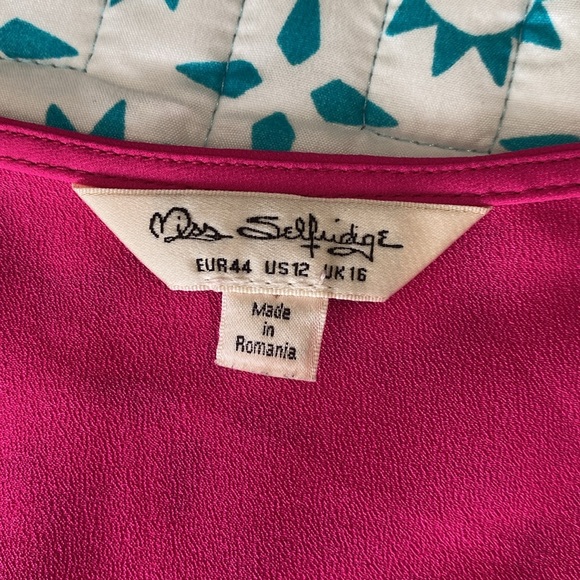 Miss Selfridge
EUR44 US12 UK16
Made
in
Romania